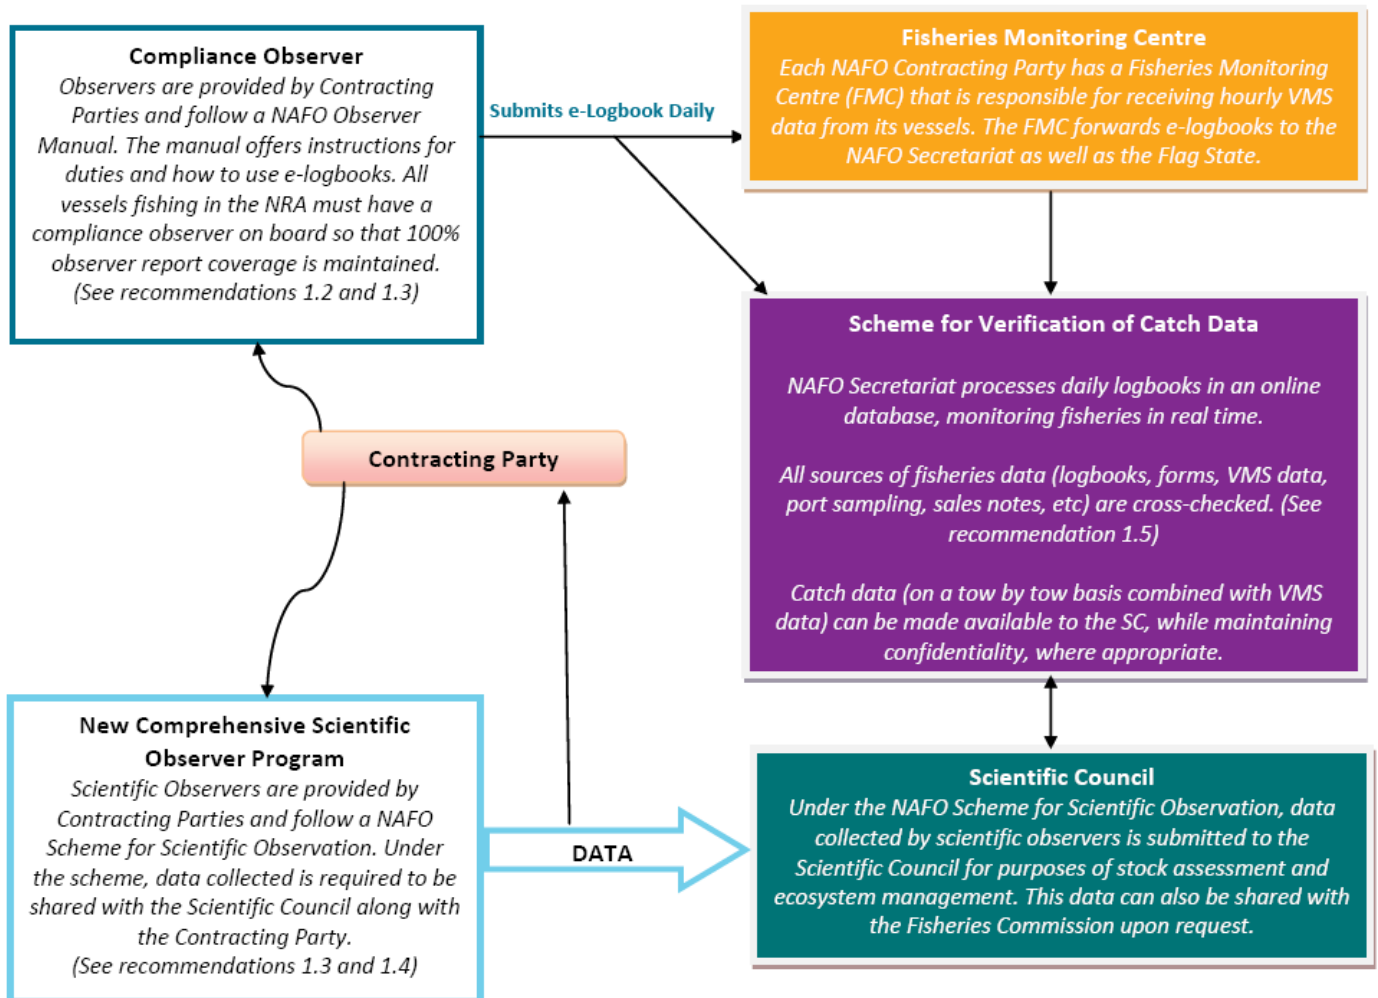 Compliance Observer
Observers are provided by Contracting
Parties and follow a NAFO Observer
Manual. The manual offers instructions for
duties and how to use e-logbooks. All
vessels fishing in the NRA must have a
compliance observer on board so that 100%
observer report coverage is maintained.
(See recommendations 1.2 and 1.3)
Submits e-Logbook Daily
Fisheries Monitoring Centre
Each NAFO Contracting Party has a Fisheries Monitoring
Centre (FMC) that is responsible for receiving hourly VMS
data from its vessels. The FMC forwards e-logbooks to the
NAFO Secretariat as well as the Flag State.
Scheme for Verification of Catch Data
NAFO Secretariat processes daily logbooks in an online
database, monitoring fisheries in real time.
All sources of fisheries data (logbooks, forms, VMS data,
port sampling, sales notes, etc) are cross-checked. (See
recommendation 1.5)
Catch data (on a tow by tow basis combined with VMS
data) can be made available to the SC, while maintaining
confidentiality, where appropriate.
Contracting Party
New Comprehensive Scientific
Observer Program
Scientific Observers are provided by
Contracting Parties and follow a NAFO
Scheme for Scientific Observation. Under
the scheme, data collected is required to be
shared with the Scientific Council along with
the Contracting Party.
(See recommendations 1.3 and 1.4)
DATA
Scientific Council
Under the NAFO Scheme for Scientific Observation, data
collected by scientific observers is submitted to the
Scientific Council for purposes of stock assessment and
ecosystem management. This data can also be shared with
the Fisheries Commission upon request.